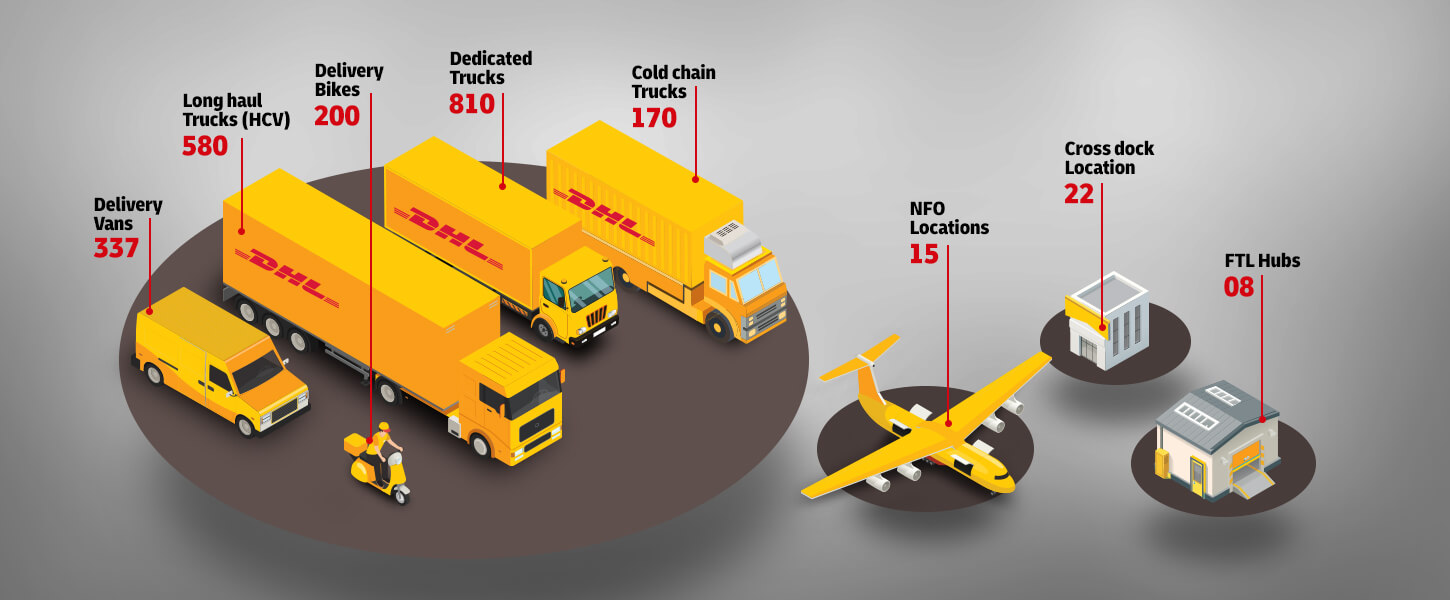 Delivery
Vans
337
Long haul
Trucks (HCV)
580
Delivery
Bikes
200
Dedicated
Trucks
810
Cold chain
Trucks
170
DHL
DHL
DHL
NFO
Locations
15
Cross dock
Location
22
FTL Hubs
08